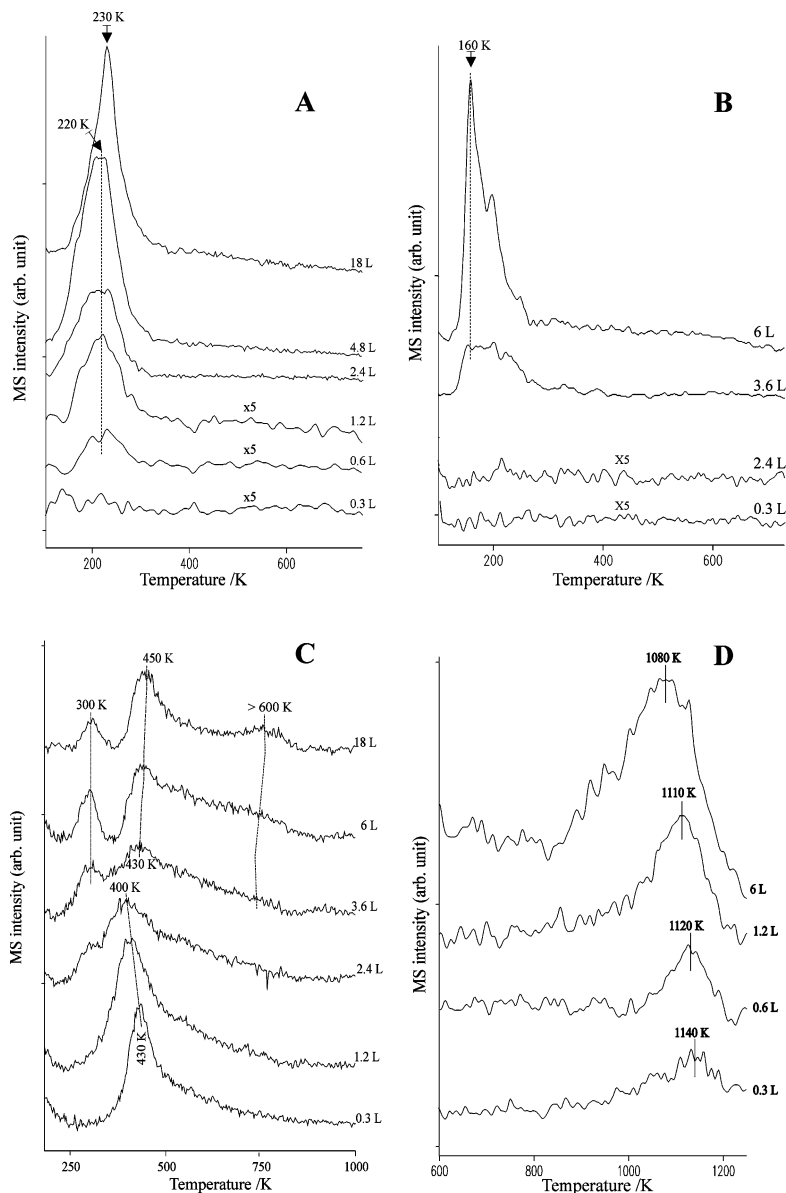 230 K
A
220 K
18 L
4.8 L
2.4 L
x5
1.2 L
x5
0.6 L
x5
0.3 L
MS intensity (arb. unit)
200
400
600
Temperature /K
160 K
B
6 L
3.6 L
2.4 L
X5
0.3 L
X5
MS intensity (arb. unit)
200
400
600
Temperature /K
C
450 K
300 K
> 600 K
18 L
6 L
430 K
3.6 L
400 K
2.4 L
1.2 L
430 K
0.3 L
MS intensity (arb. unit)
250
500
750
1000
Temperature /K
D
1080 K
1110 K
6 L
1.2 L
1120 K
0.6 L
1140 K
0.3 L
MS intensity (arb. unit)
600
800
1000
1200
Temperature /K